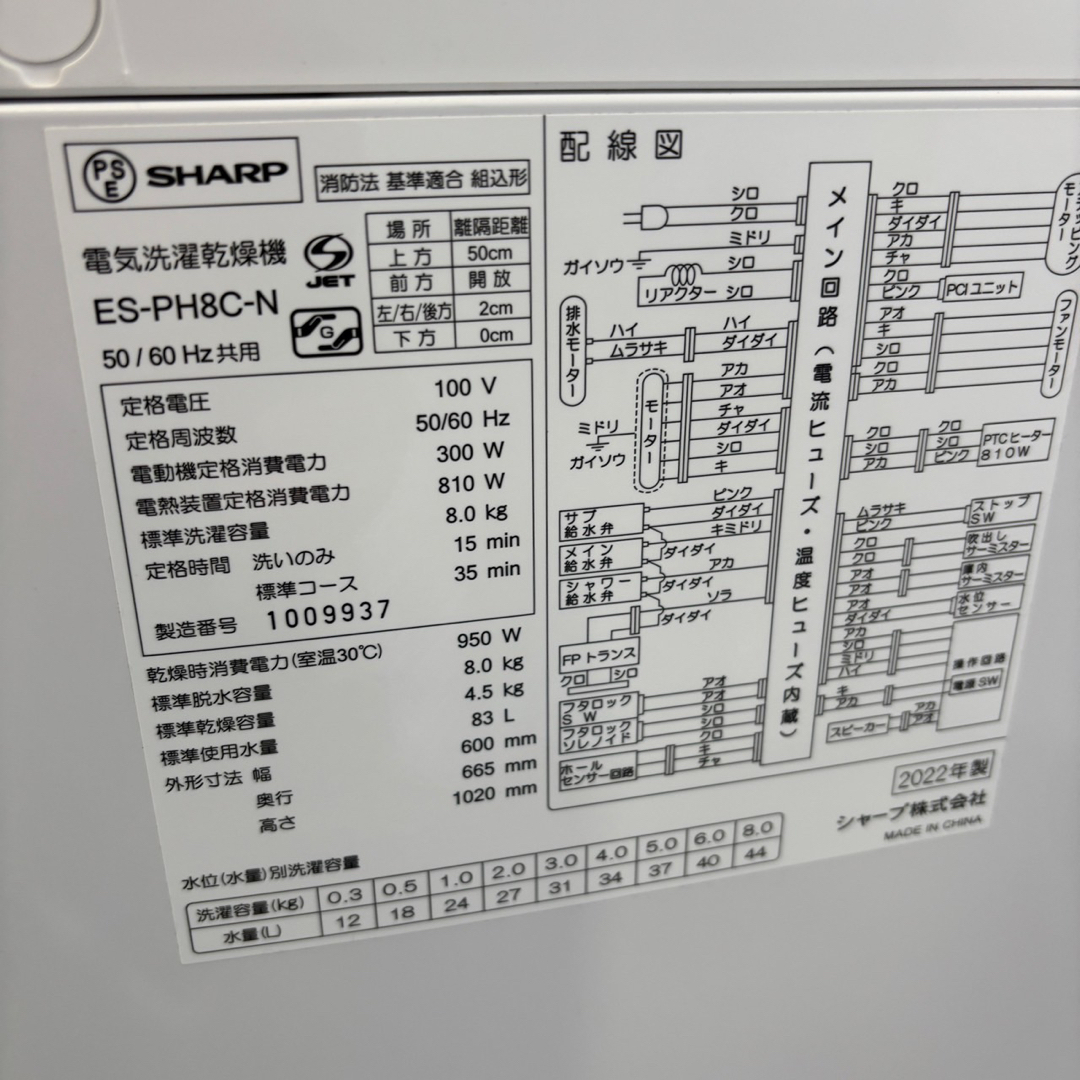 PSE SHARP
消防法 基準適合 組込形
電気洗濯乾燥機
JET
ES-PH8C-N
G
50/60Hz共用
場所 離隔距離
上方 50cm
前方 開放
左/右/後方 2cm
下方 0cm
定格電圧 100 V
定格周波数 50/60 Hz
電動機定格消費電力 300 W
電熱装置定格消費電力 810 W
標準洗濯容量 8.0 kg
定格時間 洗いのみ 15 min
標準コース 35 min
製造番号 1009937
乾燥時消費電力(室温30℃) 950 W
標準脱水容量 8.0 kg
標準乾燥容量 4.5 kg
標準使用水量 83 L
外形寸法 幅 600 mm
奥行 665 mm
高さ 1020 mm
水位(水量)別洗濯容量
洗濯容量(kg) 0.3 0.5 1.0 2.0 3.0 4.0 5.0 6.0 8.0
水量(L) 12 18 24 27 31 34 37 40 44
配線図
シロ
クロ
ミドリ
ガイソウ
シロ
リアクター シロ
排水モーター
ハイ ハイ
ムラサキ ダイダイ
モーター
アカ
アオ
チャ
ダイダイ
シロ
キ
ミドリ
ガイソウ
ピンク
サブ給水弁
ダイダイ
キミドリ
メイン給水弁
ダイダイ
アカ
シャワー給水弁
ダイダイ
ソラ
ダイダイ
FPトランス
クロ シロ
フタロックSW
アオ
アオ
フタロックソレノイド
シロ
シロ
クロ
ホールセンサー回路
キ
チャ
メイン回路(電流ヒューズ・温度ヒューズ内蔵)
クロ
キ
ダイダイ
アカ
チャ
クロ
ピンク
PCIユニット
アオ
キ
シロ
クロ
アカ
ファンモーター
クロ クロ
シロ シロ
アカ ピンク
PTCヒーター
810W
ムラサキ
ピンク
ストップSW
クロ
クロ
吹出しサーミスター
アオ
アオ
庫内サーミスター
アオ
ダイダイ
水位センサー
アカ
シロ
ミドリ
ハイ
操作回路
キ
アカ
電源SW
スピーカー
アカ
アオ
2022年製
シャープ株式会社
MADE IN CHINA